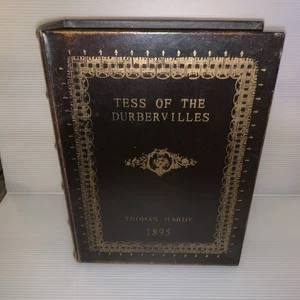 TESS OF THE
DURBERVILLES
THOMAS HARDY
1895